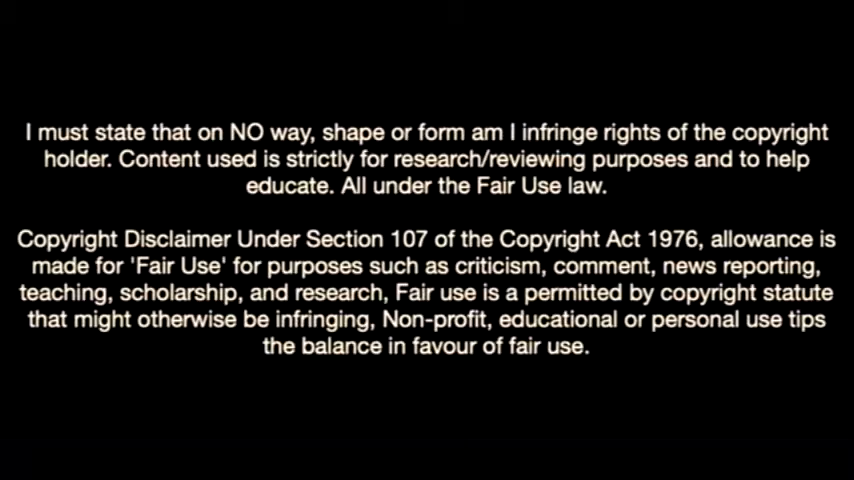 I must state that on NO way, shape or form am I infringe rights of the copyright
holder. Content used is strictly for research/reviewing purposes and to help
educate. All under the Fair Use law.
Copyright Disclaimer Under Section 107 of the Copyright Act 1976, allowance is
made for 'Fair Use' for purposes such as criticism, comment, news reporting,
teaching, scholarship, and research, Fair use is a permitted by copyright statute
that might otherwise be infringing, Non-profit, educational or personal use tips
the balance in favour of fair use.